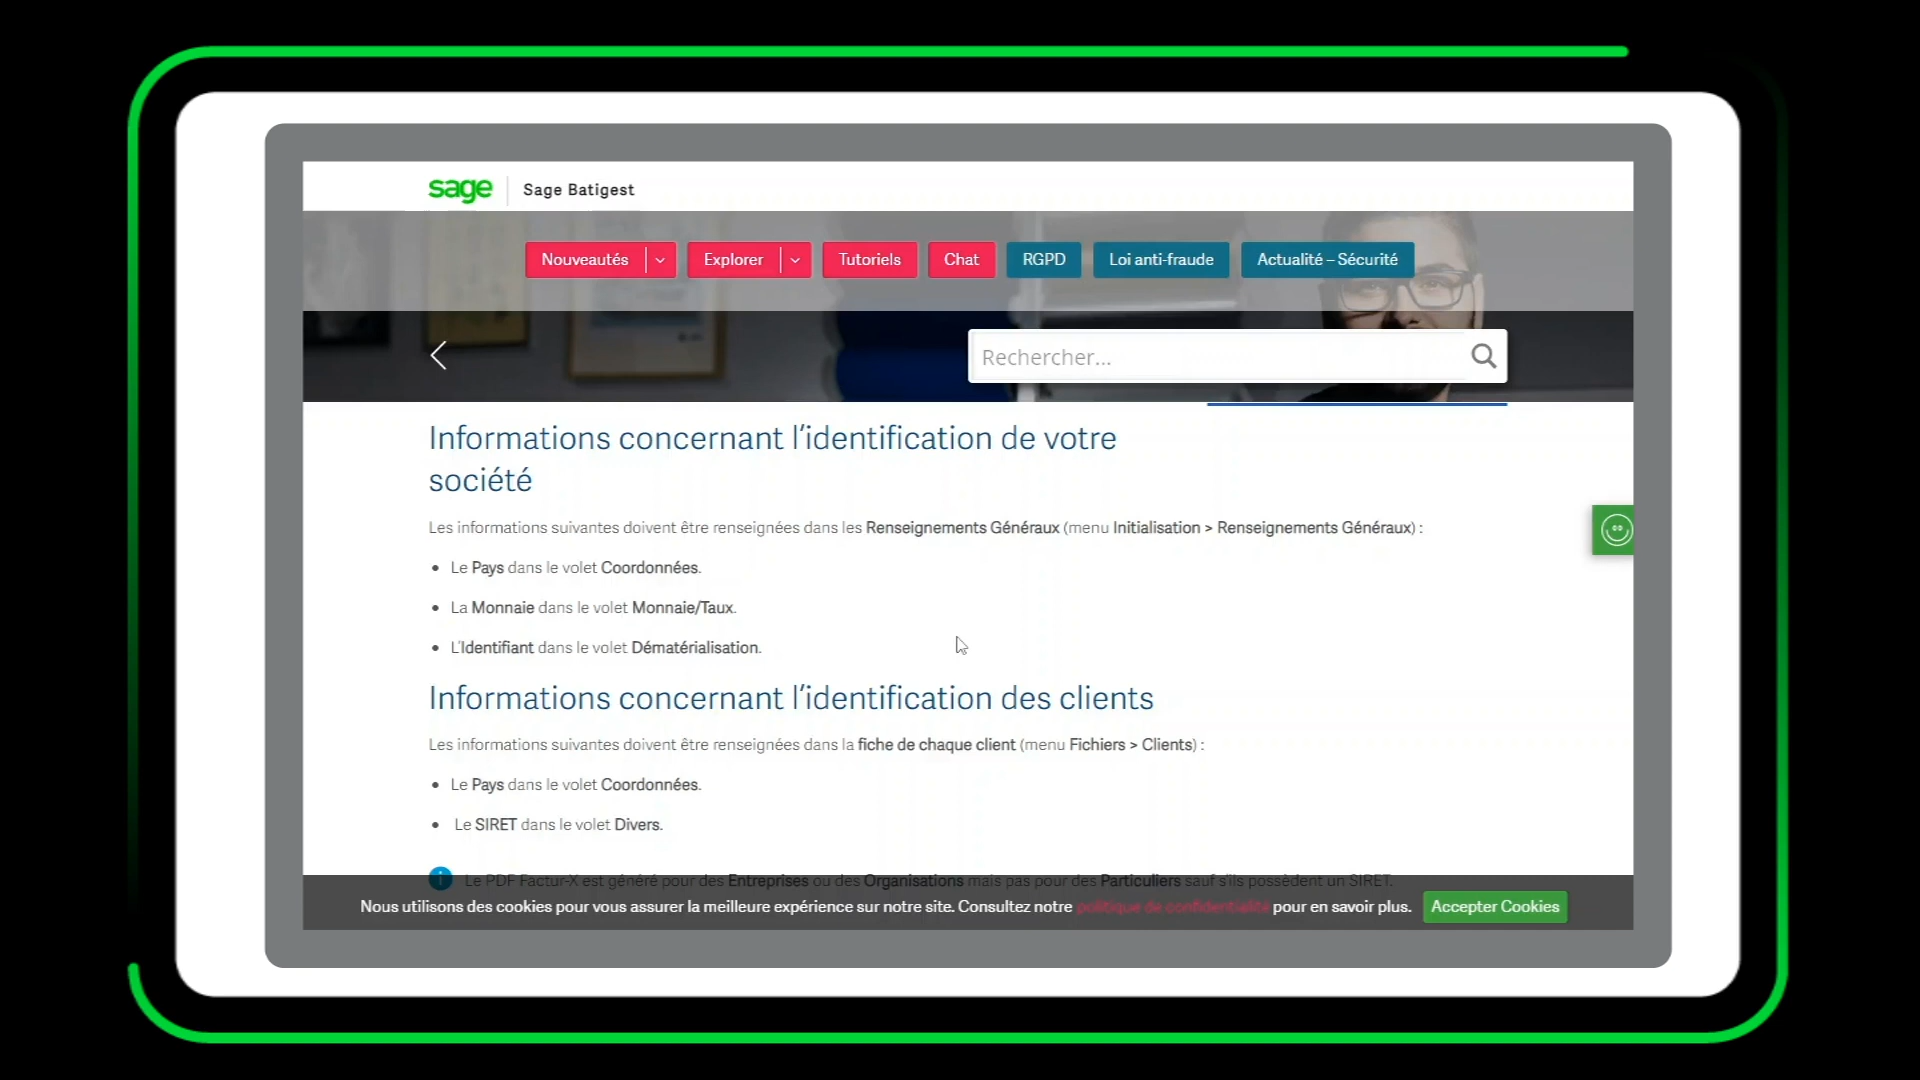 sage
Sage Batigest
Nouveautés
Explorer
Tutoriels
Chat
RGPD
Loi anti-fraude
Actualité – Sécurité
Rechercher...
Informations concernant l'identification de votre
société
Les informations suivantes doivent être renseignées dans les Renseignements Généraux (menu Initialisation > Renseignements Généraux) :
• Le Pays dans le volet Coordonnées.
• La Monnaie dans le volet Monnaie/Taux.
• L'Identifiant dans le volet Dématérialisation.
Informations concernant l'identification des clients
Les informations suivantes doivent être renseignées dans la fiche de chaque client (menu Fichiers > Clients) :
• Le Pays dans le volet Coordonnées.
• Le SIRET dans le volet Divers.
Le PDF Factur-X est généré pour des Entreprises ou des Organisations mais pas pour des Particuliers sauf s'ils possèdent un SIRET.
Nous utilisons des cookies pour vous assurer la meilleure expérience sur notre site. Consultez notre politique de confidentialité pour en savoir plus.
Accepter Cookies